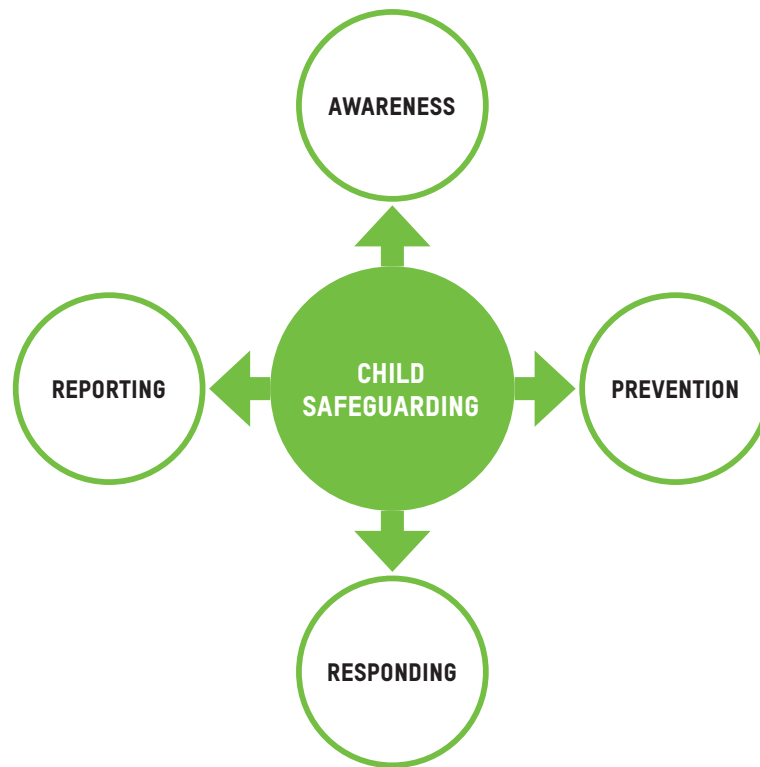 AWARENESS
REPORTING
CHILD
SAFEGUARDING
PREVENTION
RESPONDING